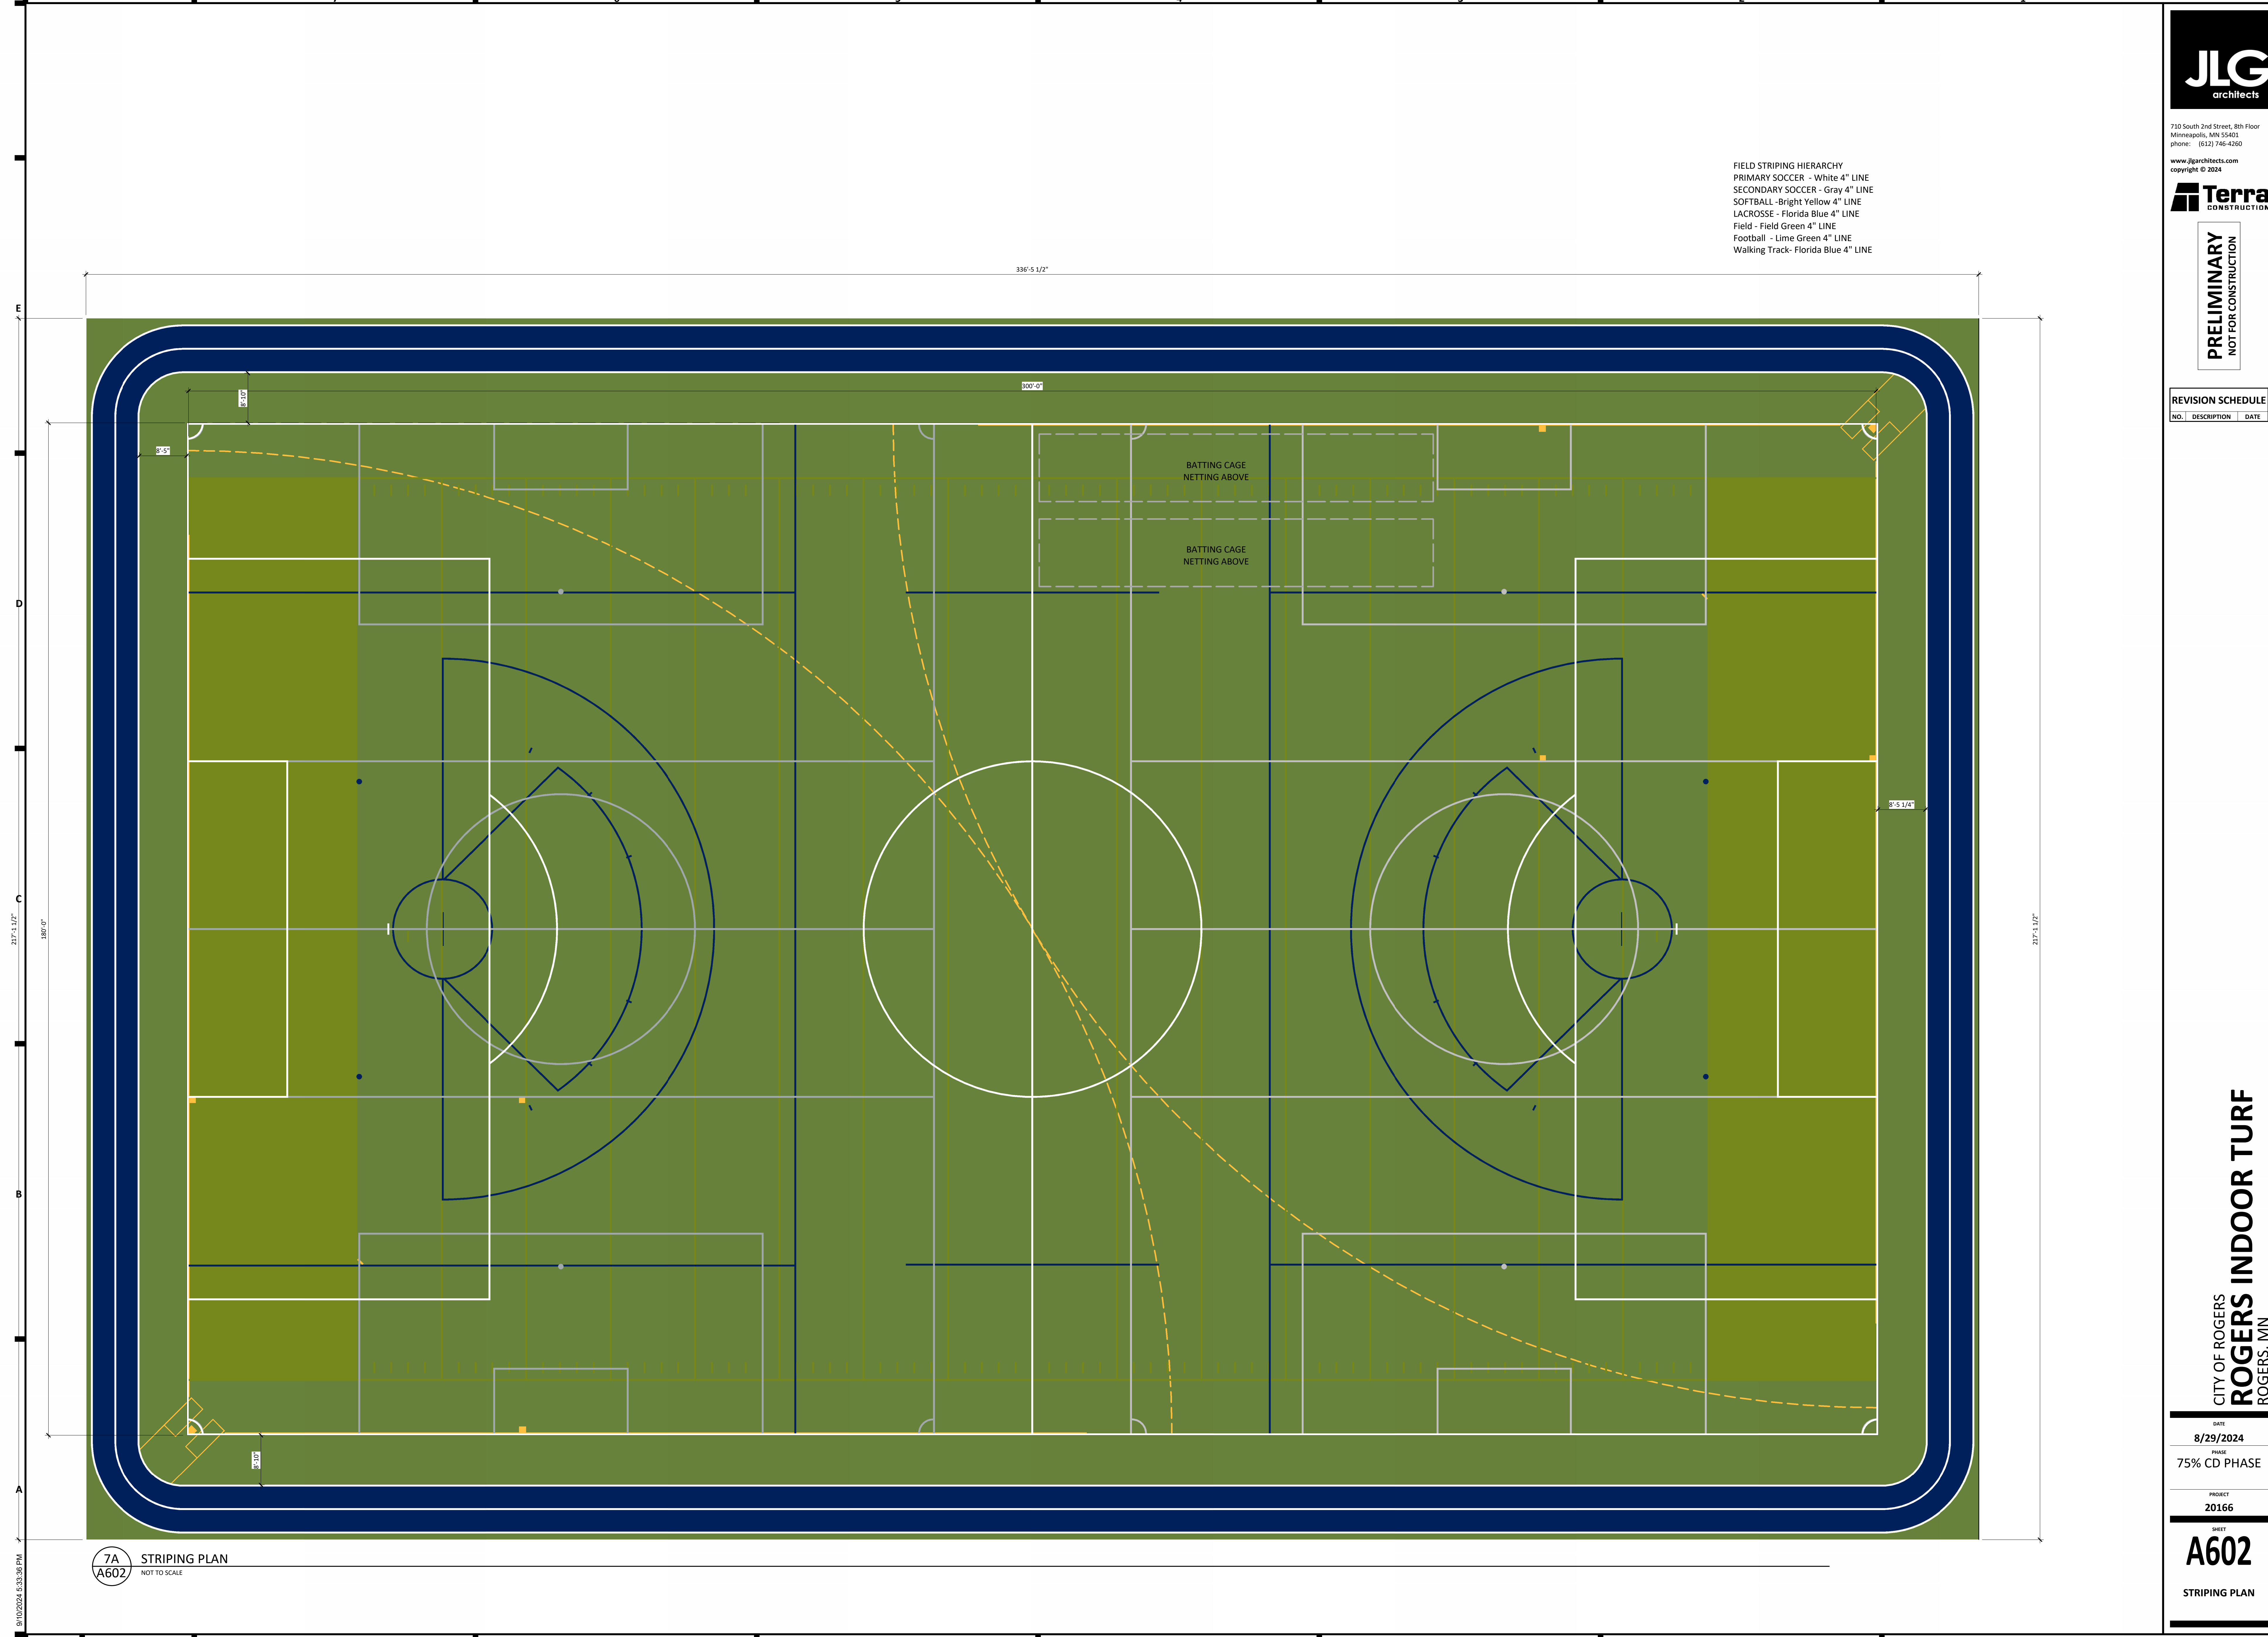 JLG
architects
710 South 2nd Street, 8th Floor
Minneapolis, MN 55401
phone: (612) 746-4260
www.jlgarchitects.com
copyright © 2024
Terra
CONSTRUCTION
PRELIMINARY
NOT FOR CONSTRUCTION
REVISION SCHEDULE
NO. DESCRIPTION DATE
FIELD STRIPING HIERARCHY
PRIMARY SOCCER - White 4" LINE
SECONDARY SOCCER - Gray 4" LINE
SOFTBALL -Bright Yellow 4" LINE
LACROSSE - Florida Blue 4" LINE
Field - Field Green 4" LINE
Football - Lime Green 4" LINE
Walking Track- Florida Blue 4" LINE
336'-5 1/2"
E
300'-0"
8'-10"
8'-5"
BATTING CAGE
NETTING ABOVE
BATTING CAGE
NETTING ABOVE
D
8'-5 1/4"
C
217'-1 1/2"
180'-0"
217'-1 1/2"
B
8'-10"
A
7A
A602
STRIPING PLAN
NOT TO SCALE
9/10/2024 5:33:36 PM
CITY OF ROGERS
ROGERS INDOOR TURF
ROGERS, MN
DATE
8/29/2024
PHASE
75% CD PHASE
PROJECT
20166
SHEET
A602
STRIPING PLAN